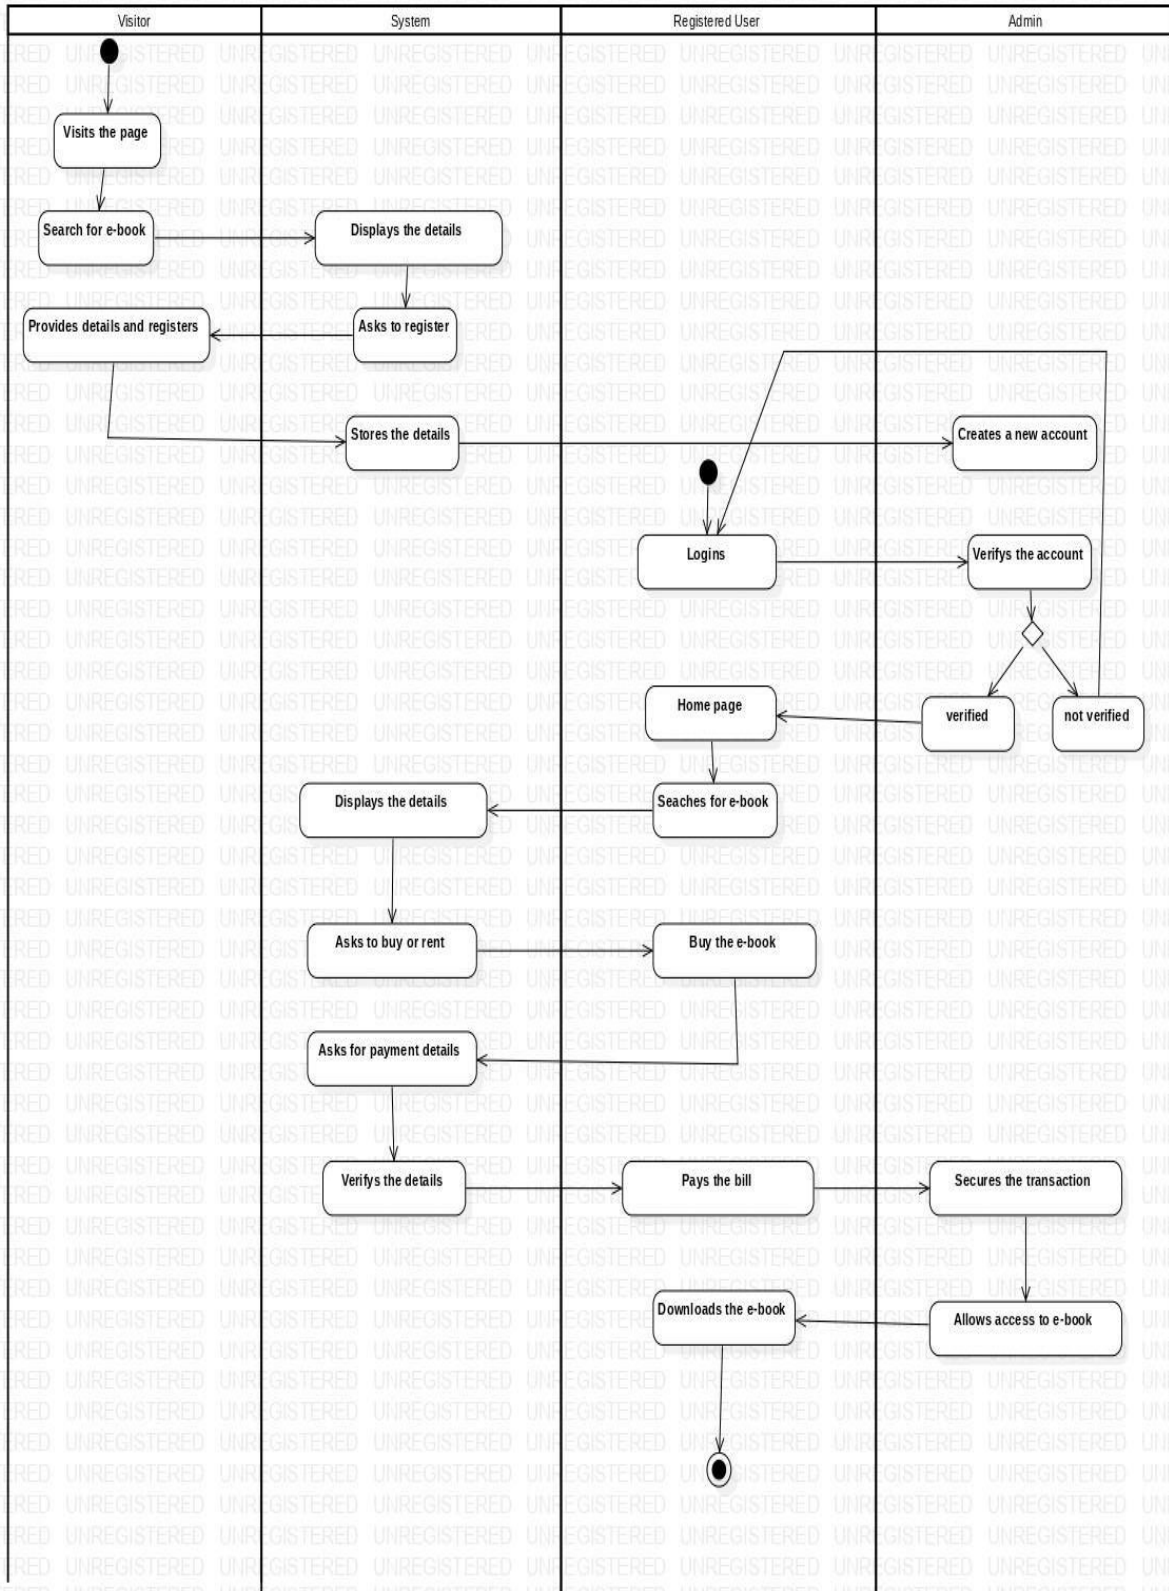 Visitor
System
Registered User
Admin
Visits the page
Search for e-book
Displays the details
Provides details and registers
Asks to register
Stores the details
Creates a new account
Logins
Verifys the account
Home page
verified
not verified
Displays the details
Seaches for e-book
Asks to buy or rent
Buy the e-book
Asks for payment details
Verifys the details
Pays the bill
Secures the transaction
Downloads the e-book
Allows access to e-book
UNREGISTERED